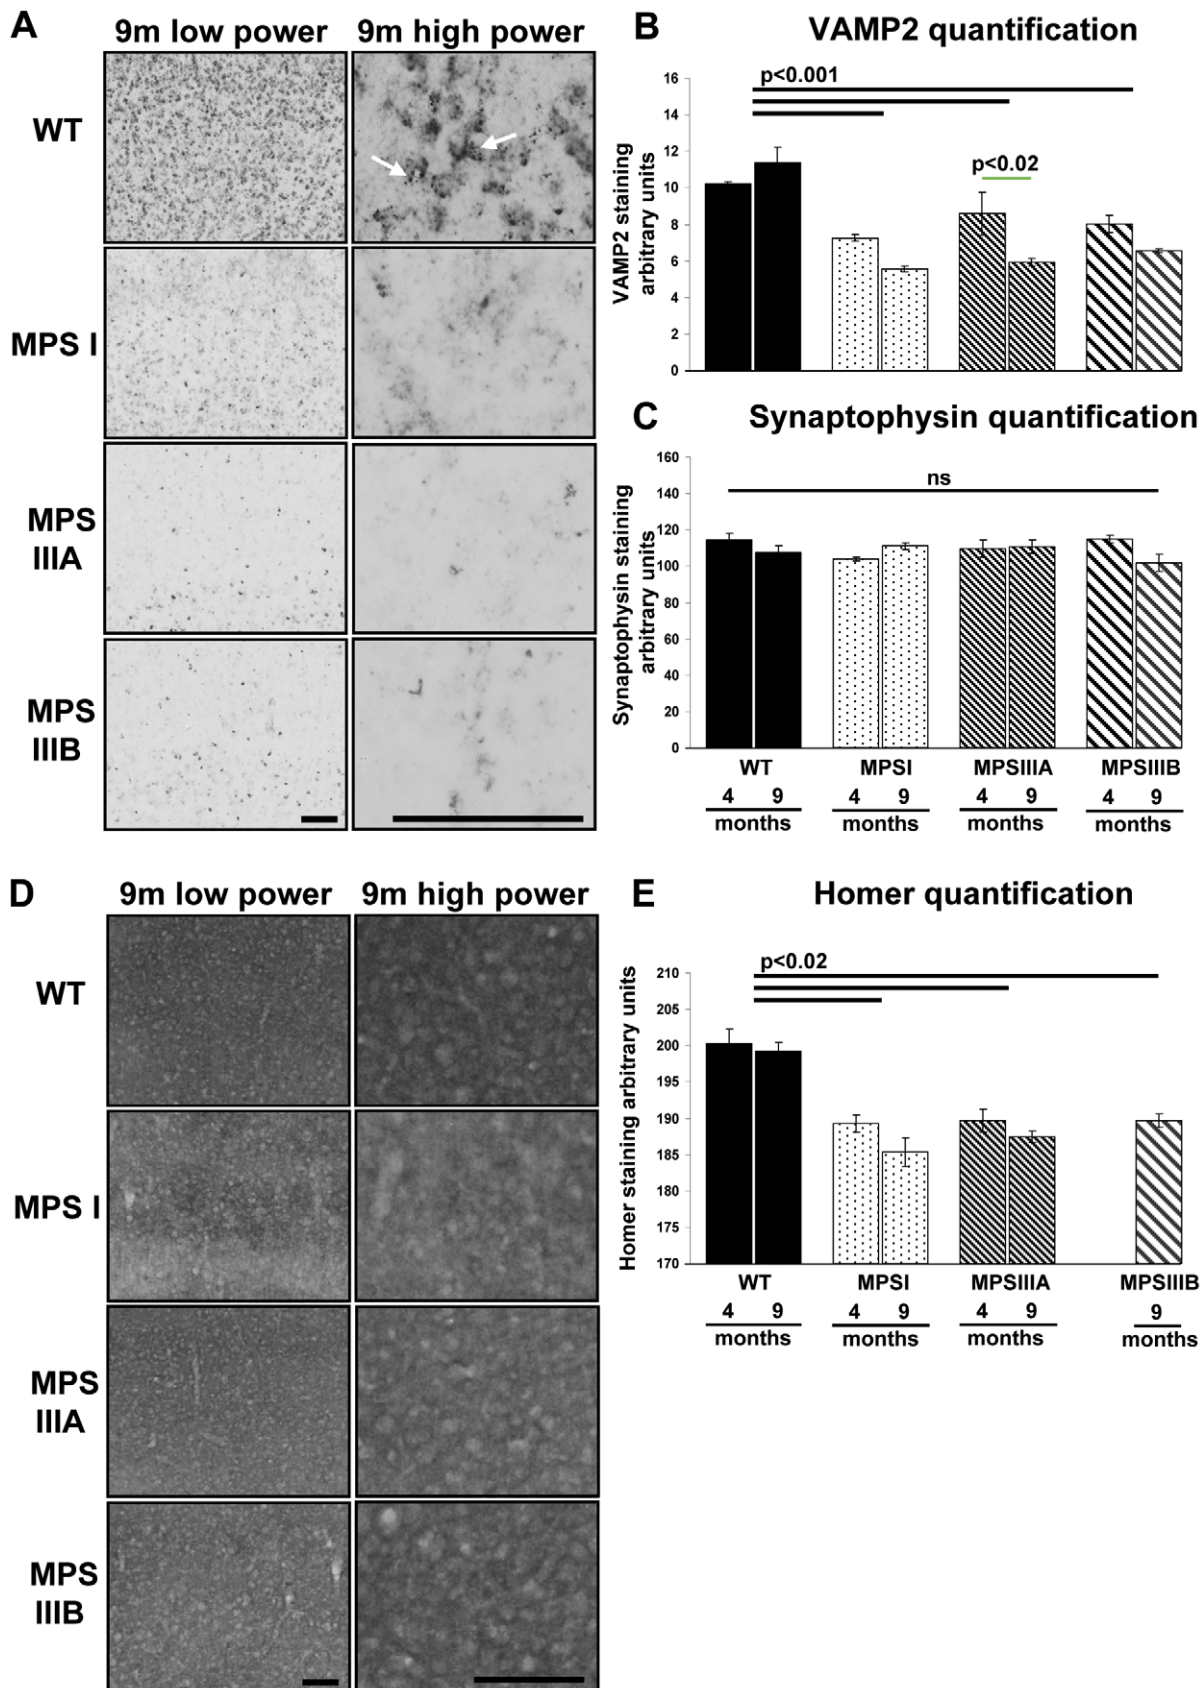 A
9m low power 9m high power
WT
MPS I
MPS
IIIA
MPS
IIIB
B VAMP2 quantification
VAMP2 staining
arbitrary units
16
14
12
10
8
6
4
2
0
p<0.001
p<0.02
C Synaptophysin quantification
Synaptophysin staining
arbitrary units
160
140
120
100
80
60
40
20
0
ns
WT MPSI MPSIIIA MPSIIIB
4 9 4 9 4 9 4 9
months months months months
D 9m low power 9m high power
WT
MPS I
MPS
IIIA
MPS
IIIB
E Homer quantification
Homer staining arbitrary units
210
205
200
195
190
185
180
175
170
p<0.02
WT MPSI MPSIIIA MPSIIIB
4 9 4 9 4 9 9
months months months months